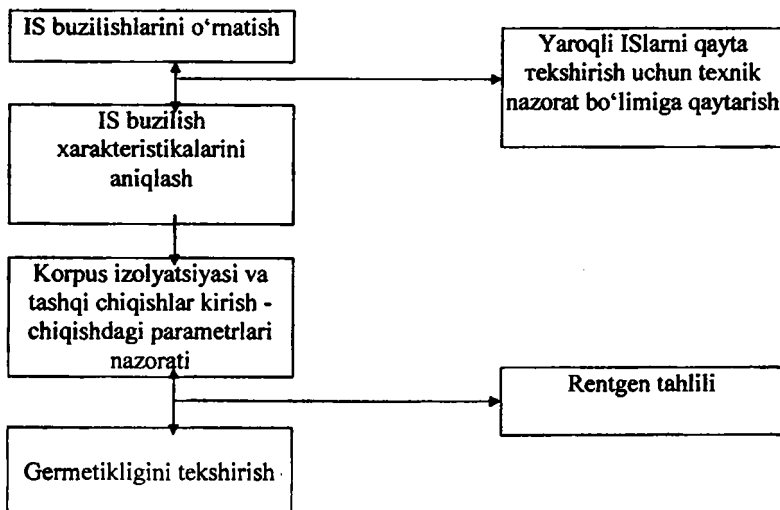 IS buzilishlarini o‘rnatish
Yaroqli ISlarni qayta
тekshirish uchun texnik
nazorat bo‘limiga qaytarish
IS buzilish
xarakteristikalarini
aniqlash
Korpus izolyatsiyasi va
tashqi chiqishlar kirish -
chiqishdagi parametrlari
nazorati
Rentgen tahlili
Germetikligini tekshirish